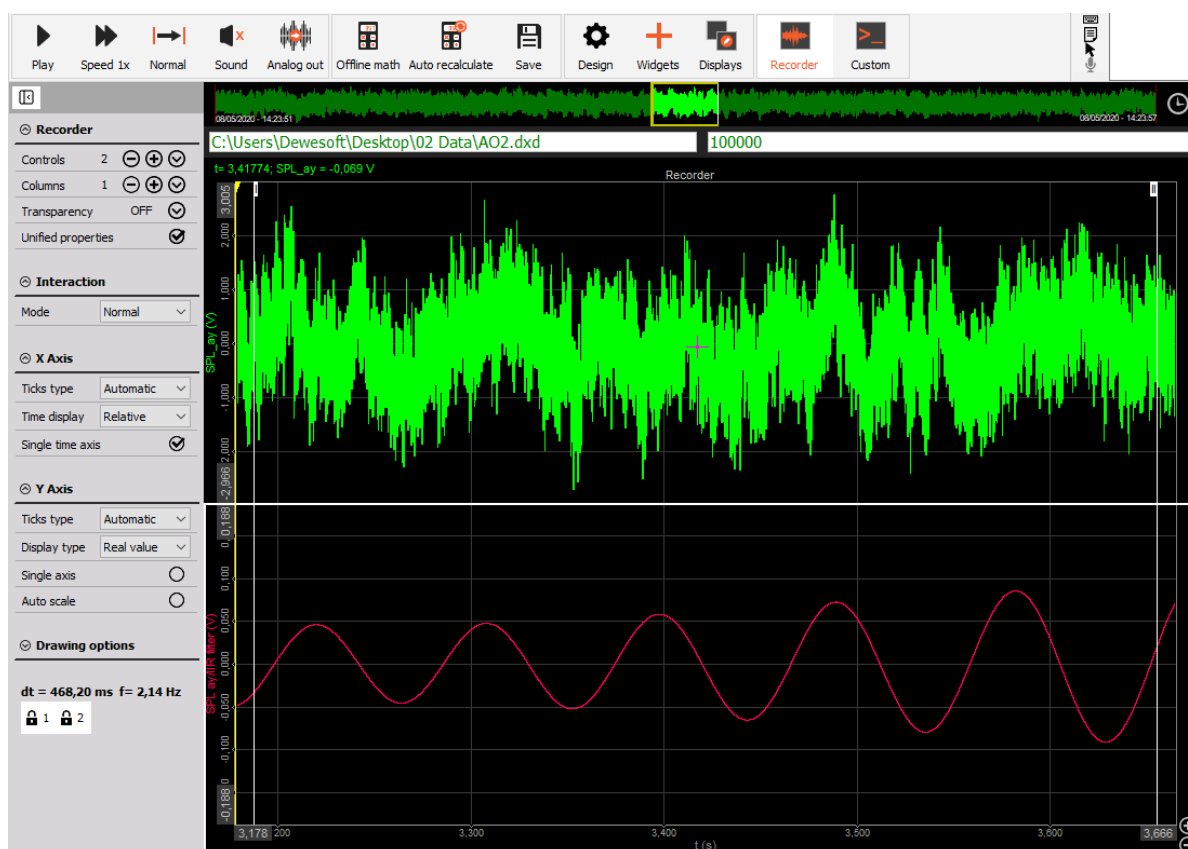 Play Speed 1x Normal Sound Analog out Offline math Auto recalculate Save Design Widgets Displays Recorder Custom
08/05/2020 - 14:23:51 08/05/2020 - 14:23:57
C:\Users\Dewesoft\Desktop\02 Data\AO2.dxd 100000
t= 3,41774; SPL_ay = -0,069 V
Recorder
Recorder
Controls 2
Columns 1
Transparency OFF
Unified properties
Interaction
Mode Normal
X Axis
Ticks type Automatic
Time display Relative
Single time axis
Y Axis
Ticks type Automatic
Display type Real value
Single axis
Auto scale
Drawing options
dt = 468,20 ms f= 2,14 Hz
1 2
SPL_ay (V)
3,005
2,000
1,000
0,000
1,000
2,000
-2,966
SPL_ay/IIR filter (V)
0,188
0,100
0,050
0,000
-0,050
-0,100
-0,188
3,178 200 3,300 3,400 3,500 3,600 3,666
t (s)